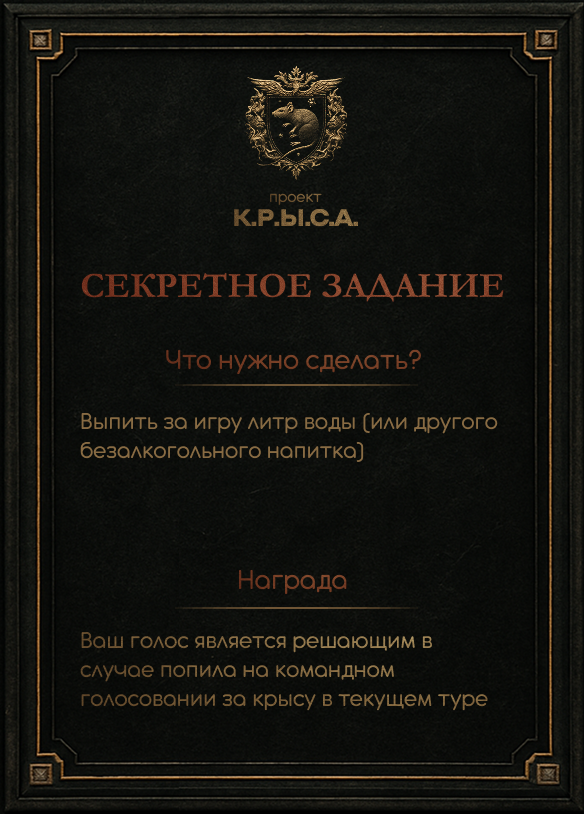 проект
К.Р.Ы.С.А.
СЕКРЕТНОЕ ЗАДАНИЕ
Что нужно сделать?
Выпить за игру литр воды (или другого
безалкогольного напитка)
Награда
Ваш голос является решающим в
случае попила на командном
голосовании за крысу в текущем туре